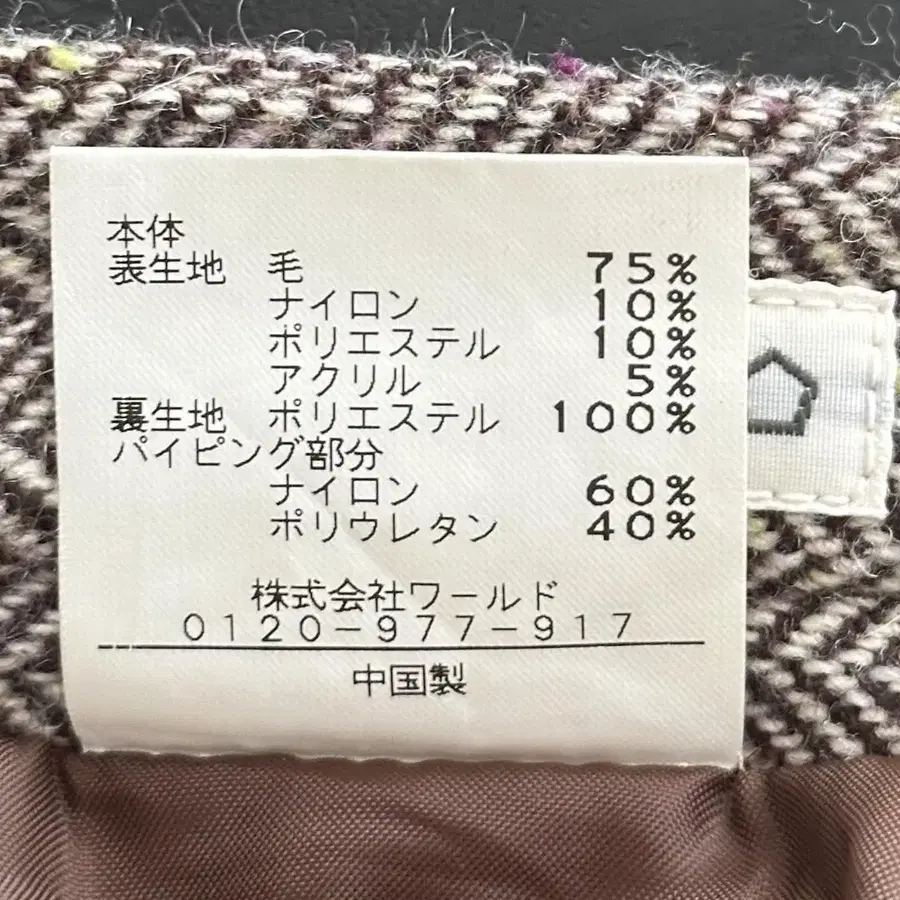 本体
表生地 毛 75%
ナイロン 10%
ポリエステル 10%
アクリル 5%
裏生地 ポリエステル 100%
パイピング部分
ナイロン 60%
ポリウレタン 40%
株式会社ワールド
0120-977-917
中国製